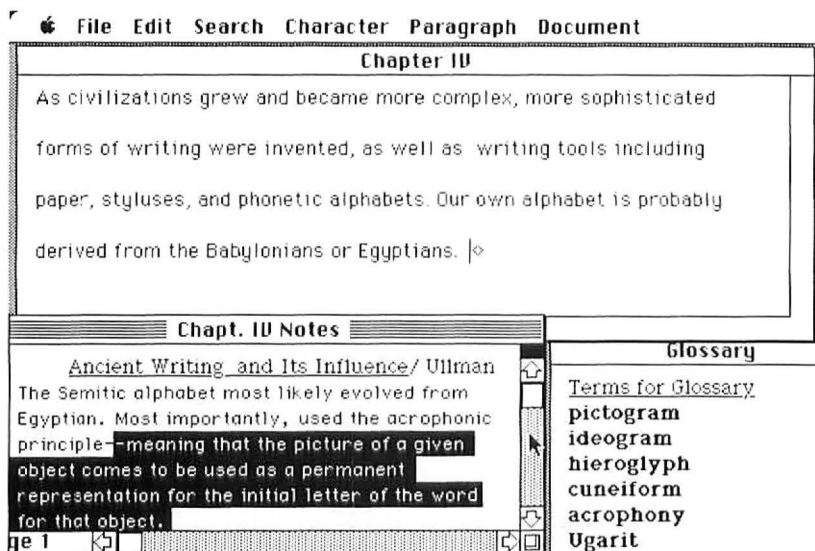 File Edit Search Character Paragraph Document
Chapter IV
As civilizations grew and became more complex, more sophisticated
forms of writing were invented, as well as writing tools including
paper, styluses, and phonetic alphabets. Our own alphabet is probably
derived from the Babylonians or Egyptians.
Chapt. IV Notes
Ancient Writing and Its Influence/ Ullman
The Semitic alphabet most likely evolved from
Egyptian. Most importantly, used the acrophonic
principle--meaning that the picture of a given
object comes to be used as a permanent
representation for the initial letter of the word
for that object.
ge 1
Glossary
Terms for Glossary
pictogram
ideogram
hieroglyph
cuneiform
acrophony
Ugarit